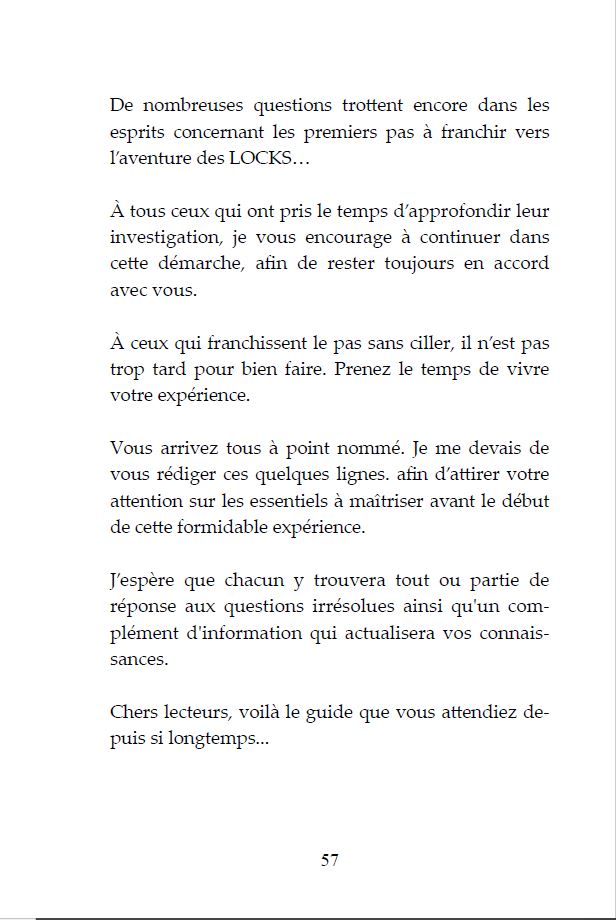 De nombreuses questions trottent encore dans les
esprits concernant les premiers pas à franchir vers
l’aventure des LOCKS…
À tous ceux qui ont pris le temps d’approfondir leur
investigation, je vous encourage à continuer dans
cette démarche, afin de rester toujours en accord
avec vous.
À ceux qui franchissent le pas sans ciller, il n’est pas
trop tard pour bien faire. Prenez le temps de vivre
votre expérience.
Vous arrivez tous à point nommé. Je me devais de
vous rédiger ces quelques lignes. afin d’attirer votre
attention sur les essentiels à maîtriser avant le début
de cette formidable expérience.
J’espère que chacun y trouvera tout ou partie de
réponse aux questions irrésolues ainsi qu'un com-
plément d'information qui actualisera vos connais-
sances.
Chers lecteurs, voilà le guide que vous attendiez de-
puis si longtemps...
57